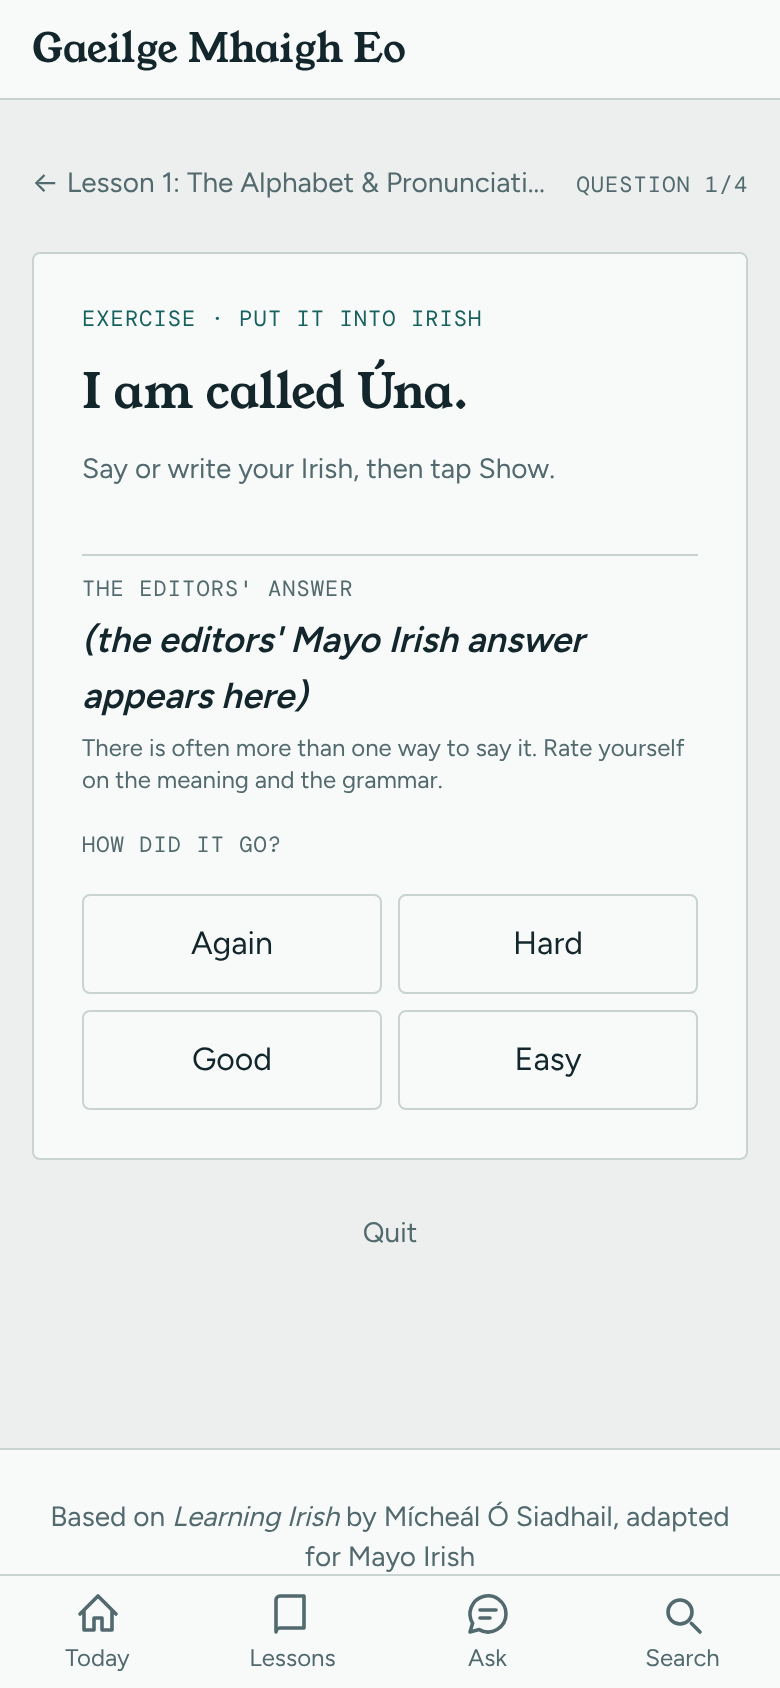 Gaeilge Mhaigh Eo
← Lesson 1: The Alphabet & Pronunciati...
QUESTION 1/4
EXERCISE · PUT IT INTO IRISH
I am called Úna.
Say or write your Irish, then tap Show.
THE EDITORS' ANSWER
(the editors' Mayo Irish answer
appears here)
There is often more than one way to say it. Rate yourself
on the meaning and the grammar.
HOW DID IT GO?
Again
Hard
Good
Easy
Quit
Based on Learning Irish by Mícheál Ó Siadhail, adapted
for Mayo Irish
Today
Lessons
Ask
Search